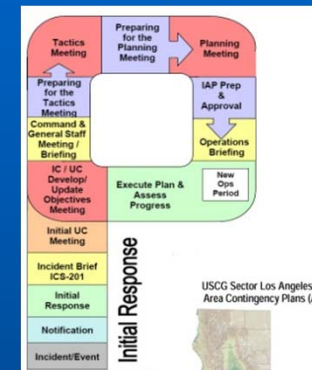 Tactics
Meeting
Preparing
for the
Planning
Meeting
Planning
Meeting
Preparing
for the
Tactics
Meeting
IAP Prep
&
Approval
Command &
General Staff
Meeting /
Briefing
Operations
Briefing
IC / UC
Develop/
Update
Objectives
Meeting
Execute Plan &
Assess
Progress
New
Ops
Period
Initial UC
Meeting
Incident Brief
ICS-201
Initial
Response
Notification
Incident/Event
Initial Response
USCG Sector Los Angeles
Area Contingency Plans (